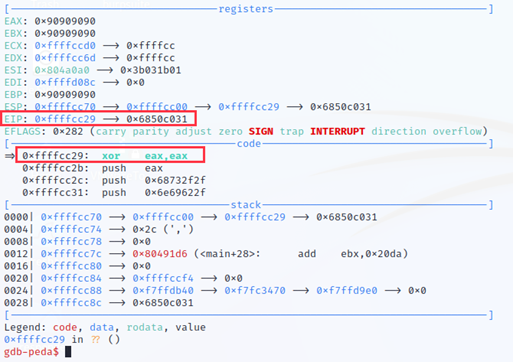 [----------------------------------registers-----------------------------------]
EAX: 0×90909090
EBX: 0×90909090
ECX: 0×ffffccd0 --> 0×ffffcc
EDX: 0×ffffcc6d --> 0×ffffcc
ESI: 0×804a0a0 --> 0×3b031b01
EDI: 0×ffffd08c --> 0×0
EBP: 0×90909090
ESP: 0×ffffcc70 --> 0×ffffcc00 --> 0×ffffcc29 --> 0×6850c031
EIP: 0×ffffcc29 --> 0×6850c031
EFLAGS: 0×282 (carry parity adjust zero SIGN trap INTERRUPT direction overflow)
[-------------------------------------code-------------------------------------]
⇒ 0×ffffcc29: xor eax,eax
0×ffffcc2b: push eax
0×ffffcc2c: push 0×68732f2f
0×ffffcc31: push 0×6e69622f
[------------------------------------stack-------------------------------------]
0000| 0×ffffcc70 --> 0×ffffcc00 --> 0×ffffcc29 --> 0×6850c031
0004| 0×ffffcc74 --> 0×2c (',')
0008| 0×ffffcc78 --> 0×0
0012| 0×ffffcc7c --> 0×80491d6 (<main+28>: add ebx,0×20da)
0016| 0×ffffcc80 --> 0×0
0020| 0×ffffcc84 --> 0×ffffccf4 --> 0×0
0024| 0×ffffcc88 --> 0×f7ffdb40 --> 0×f7fc3470 --> 0×f7ffd9e0 --> 0×0
0028| 0×ffffcc8c --> 0×6850c031
[------------------------------------------------------------------------------]
Legend: code, data, rodata, value
0×ffffcc29 in ?? ()
gdb-peda$